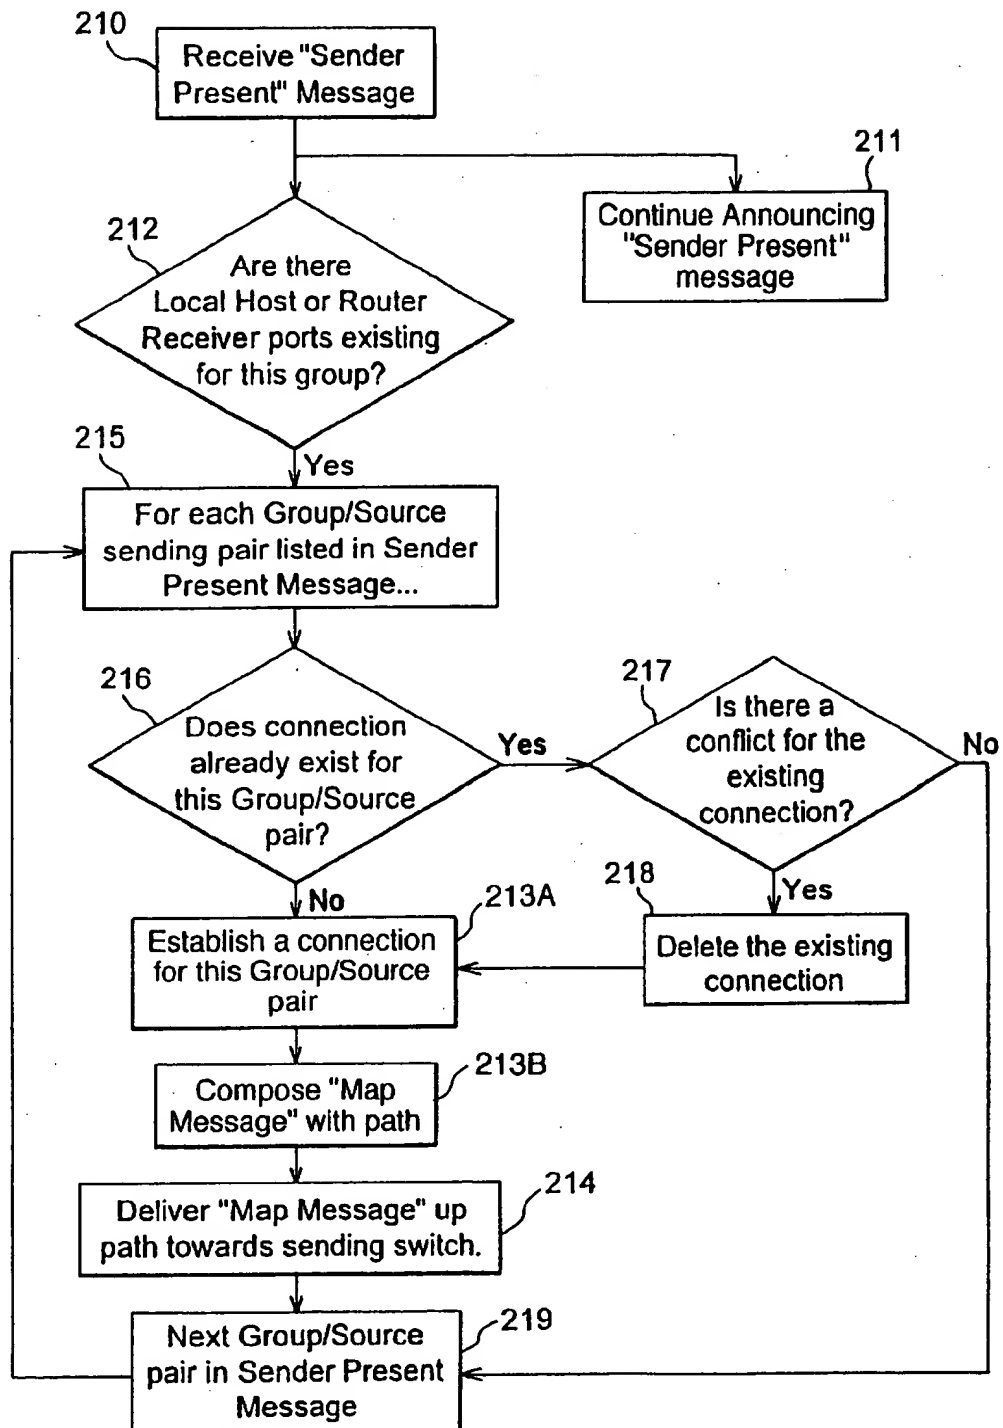 210
Receive "Sender
Present" Message
211
Continue Announcing
"Sender Present"
message
212
Are there
Local Host or Router
Receiver ports existing
for this group?
Yes
215
For each Group/Source
sending pair listed in Sender
Present Message...
216
Does connection
already exist for
this Group/Source
pair?
Yes
217
Is there a
conflict for the
existing
connection?
No
No
Yes
213A
Establish a connection
for this Group/Source
pair
218
Delete the existing
connection
213B
Compose "Map
Message" with path
214
Deliver "Map Message" up
path towards sending switch.
219
Next Group/Source
pair in Sender Present
Message